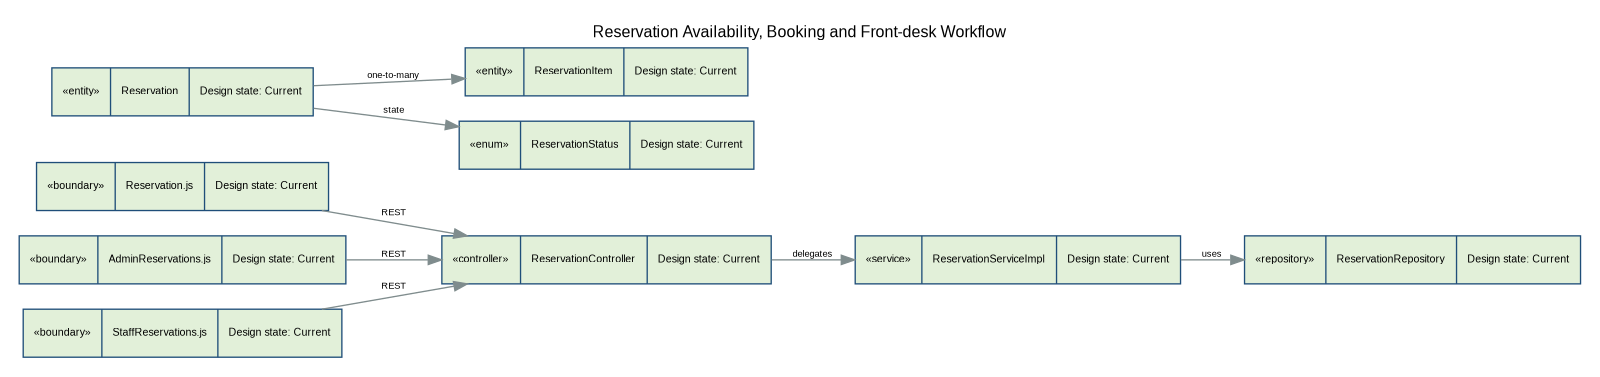 Reservation Availability, Booking and Front-desk Workflow
«entity» Reservation Design state: Current
one-to-many
«entity» ReservationItem Design state: Current
state
«enum» ReservationStatus Design state: Current
«boundary» Reservation.js Design state: Current
REST
«boundary» AdminReservations.js Design state: Current
REST
«controller» ReservationController Design state: Current
delegates
«service» ReservationServiceImpl Design state: Current
uses
«repository» ReservationRepository Design state: Current
REST
«boundary» StaffReservations.js Design state: Current